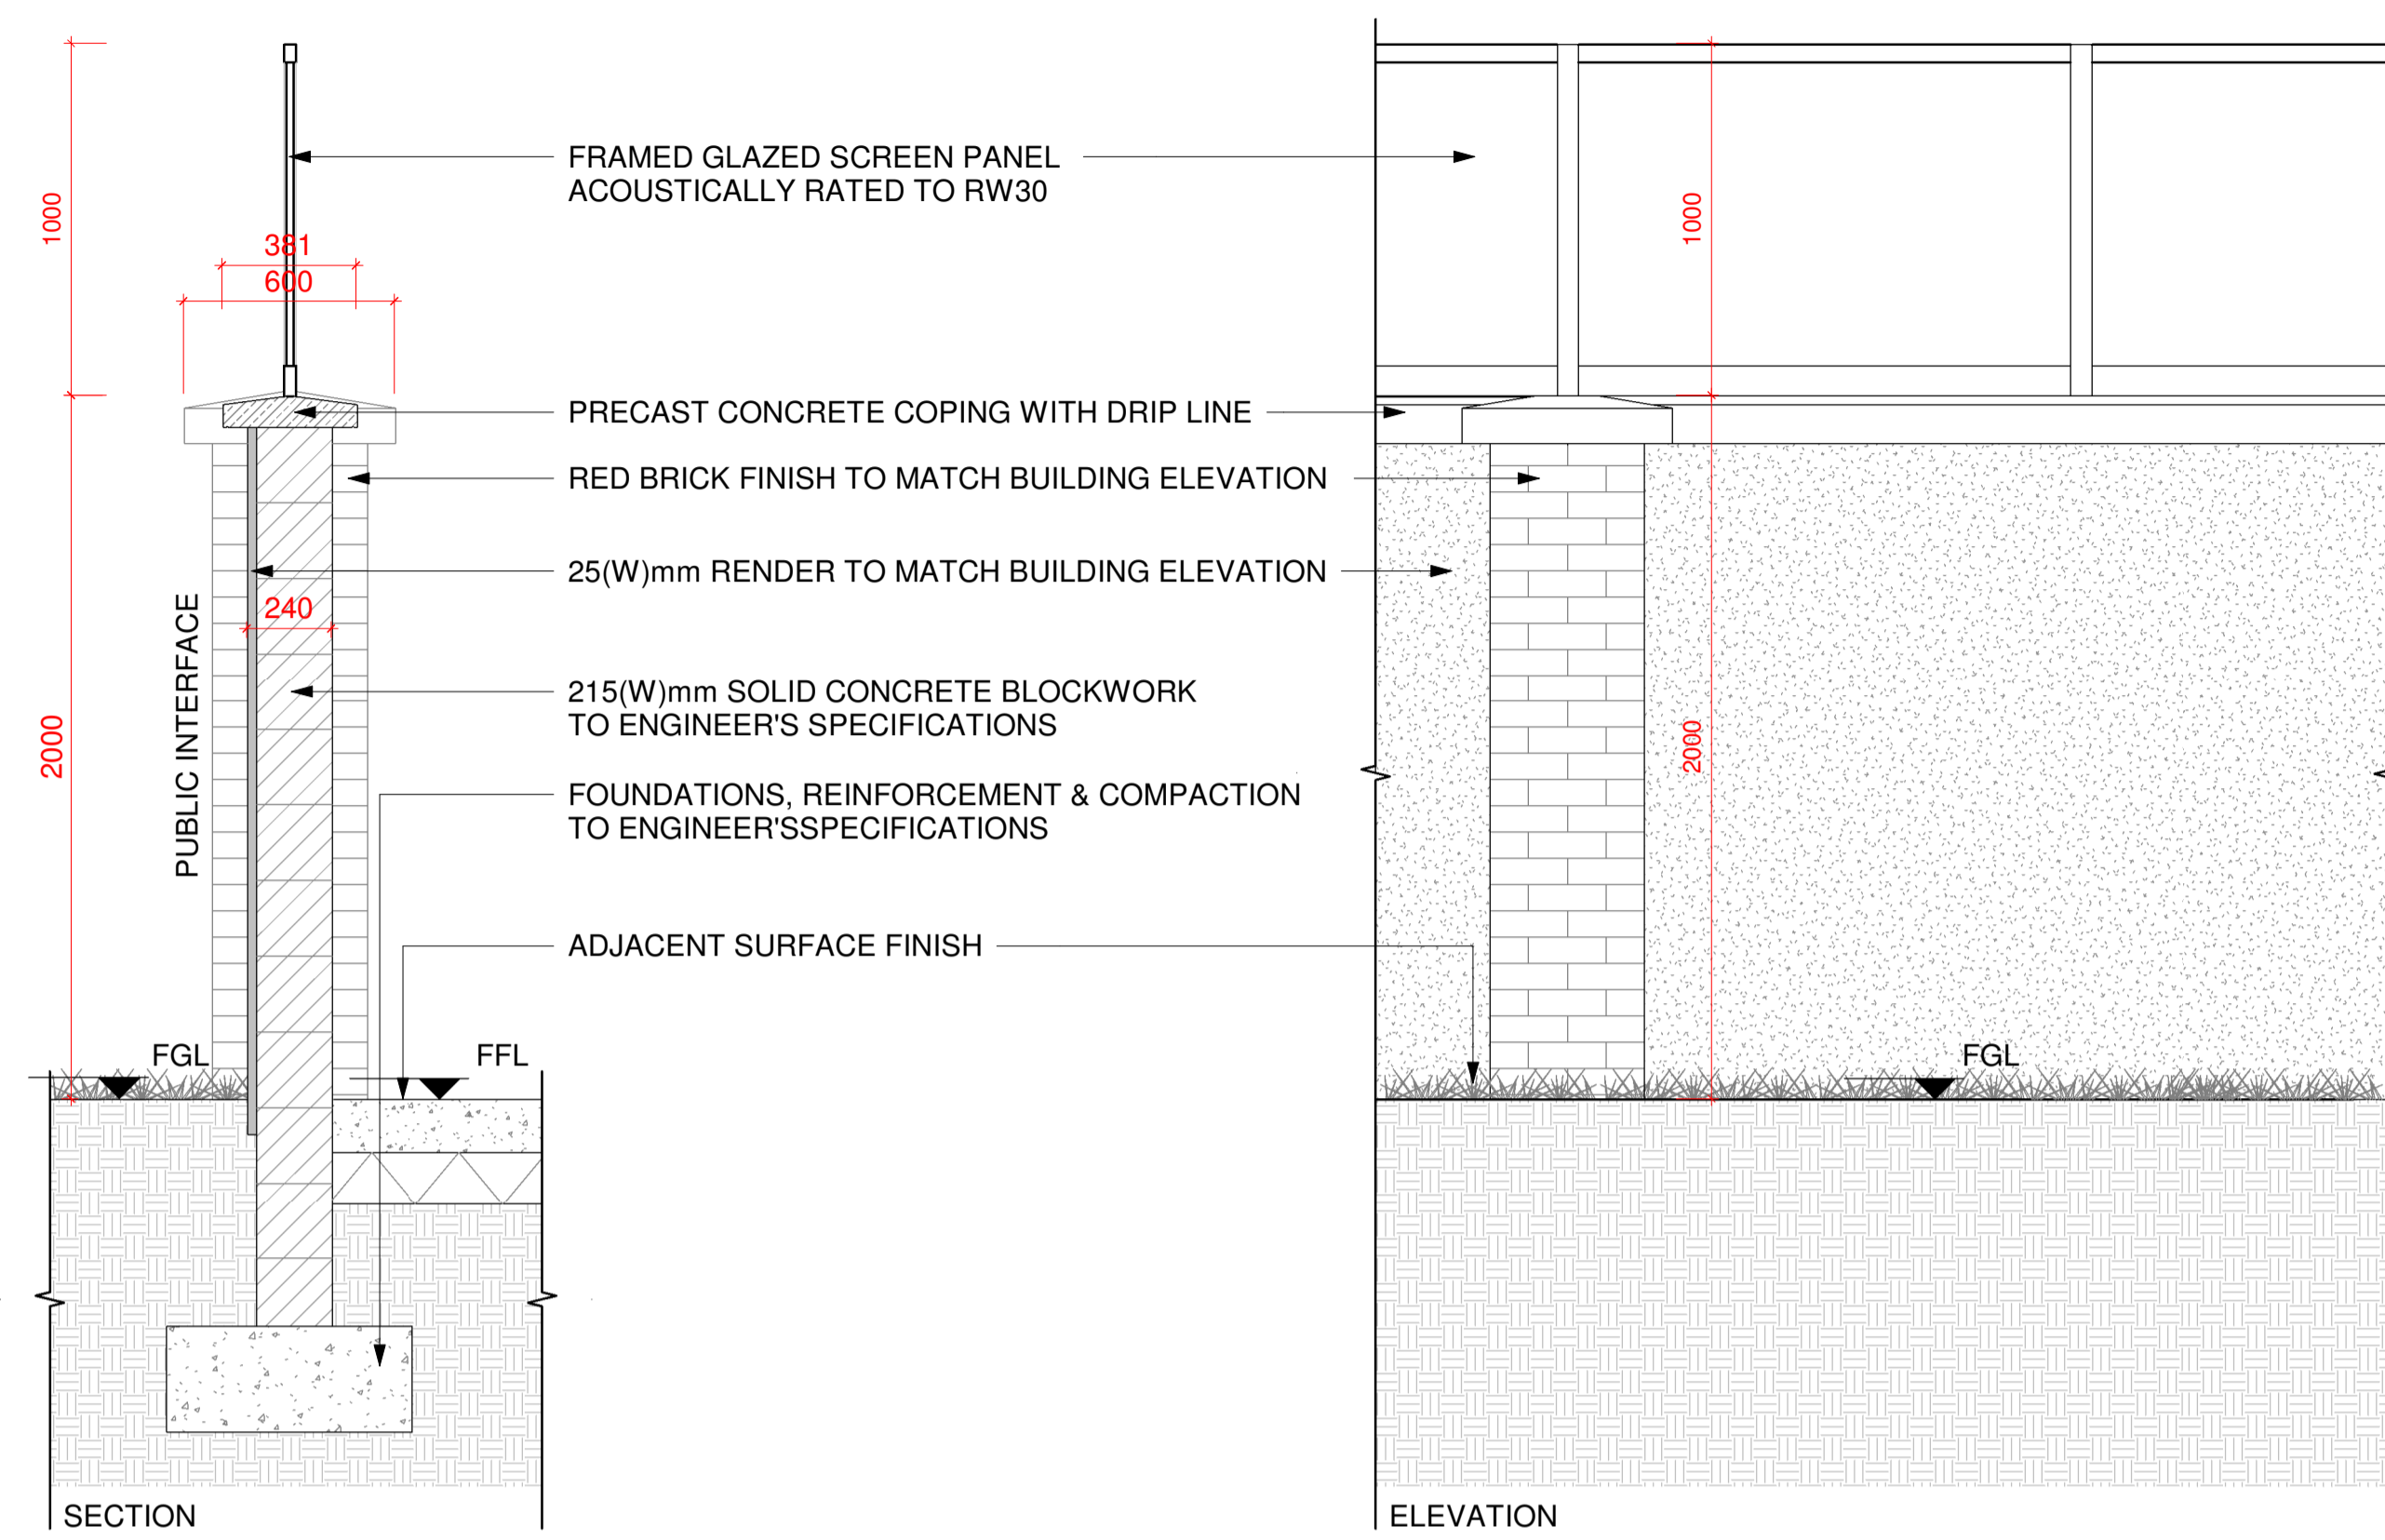 1000
381
600
FRAMED GLAZED SCREEN PANEL
ACOUSTICALLY RATED TO RW30
1000
PRECAST CONCRETE COPING WITH DRIP LINE
RED BRICK FINISH TO MATCH BUILDING ELEVATION
25(W)mm RENDER TO MATCH BUILDING ELEVATION
240
PUBLIC INTERFACE
2000
215(W)mm SOLID CONCRETE BLOCKWORK
TO ENGINEER'S SPECIFICATIONS
2000
FOUNDATIONS, REINFORCEMENT & COMPACTION
TO ENGINEER'SSPECIFICATIONS
ADJACENT SURFACE FINISH
FGL
FFL
FGL
SECTION
ELEVATION